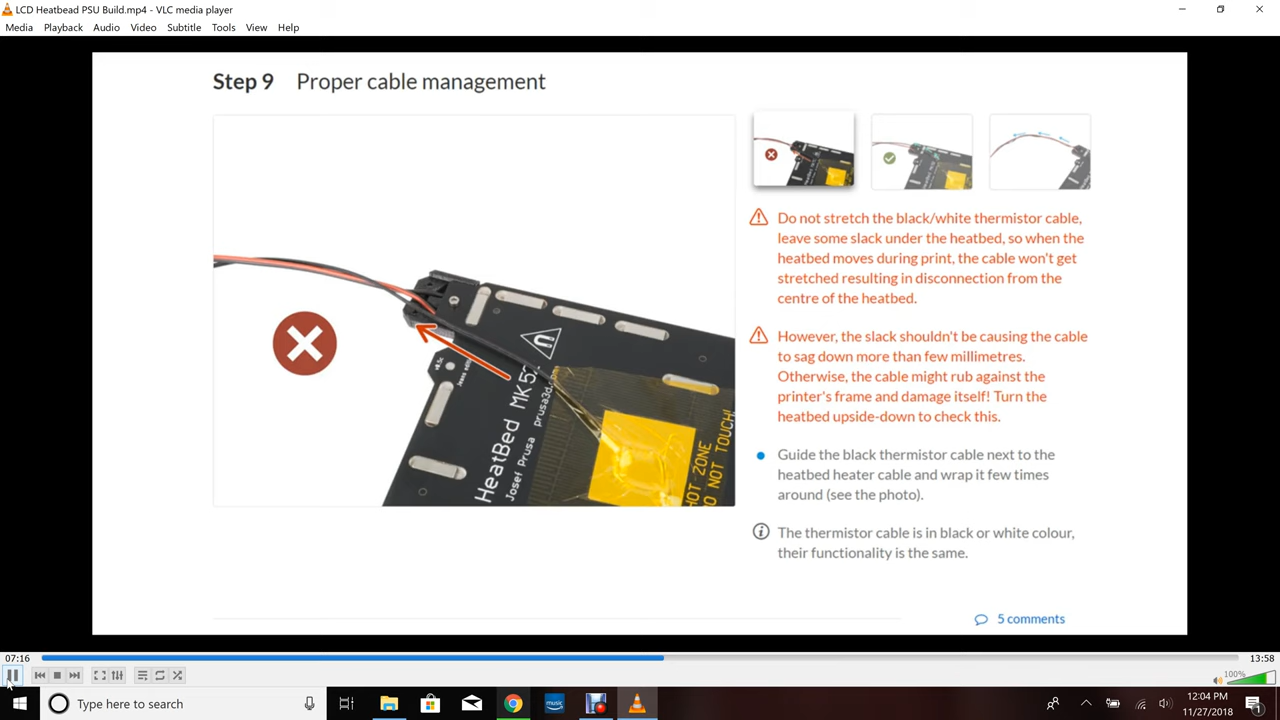 LCD Heatbead PSU Build.mp4 - VLC media player
Media Playback Audio Video Subtitle Tools View Help
Step 9 Proper cable management
Do not stretch the black/white thermistor cable,
leave some slack under the heatbed, so when the
heatbed moves during print, the cable won't get
stretched resulting in disconnection from the
centre of the heatbed.
However, the slack shouldn't be causing the cable
to sag down more than few millimetres.
Otherwise, the cable might rub against the
printer's frame and damage itself! Turn the
heatbed upside-down to check this.
Guide the black thermistor cable next to the
heatbed heater cable and wrap it few times
around (see the photo).
The thermistor cable is in black or white colour,
their functionality is the same.
HeatBed MK52
Josef Prusa prusa3d.com
HOT-ZONE
DO NOT TOUCH!
5 comments
07:16
13:58
100%
Type here to search
music
12:04 PM
11/27/2018
1